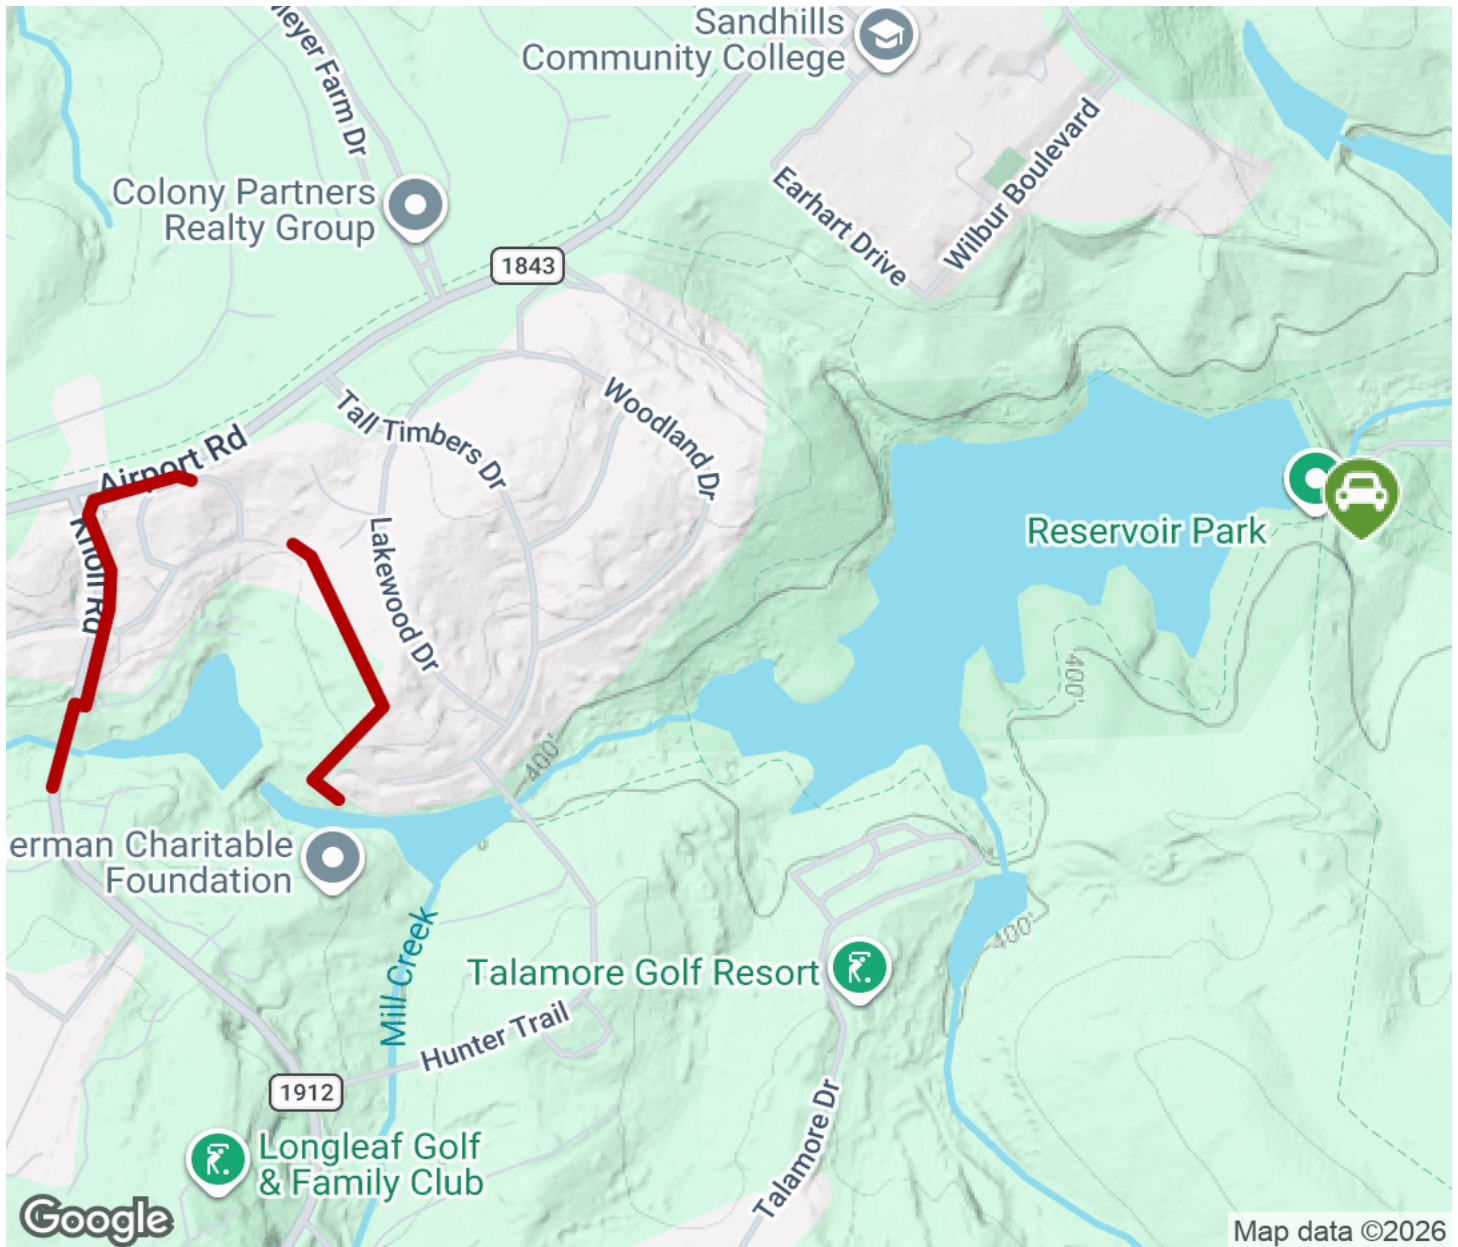 Sandhills
Community College
Meyer Farm Dr
Wilbur Boulevard
Colony Partners
Realty Group
Earhart Drive
1843
Woodland Dr
Tall Timbers Dr
Airport Rd
Knoll Rd
Lakewood Dr
Reservoir Park
400'
400'
erman Charitable
Foundation
Mill Creek
400'
Talamore Golf Resort
Hunter Trail
1912
Talamore Dr
Longleaf Golf
& Family Club
Google
Map data ©2026